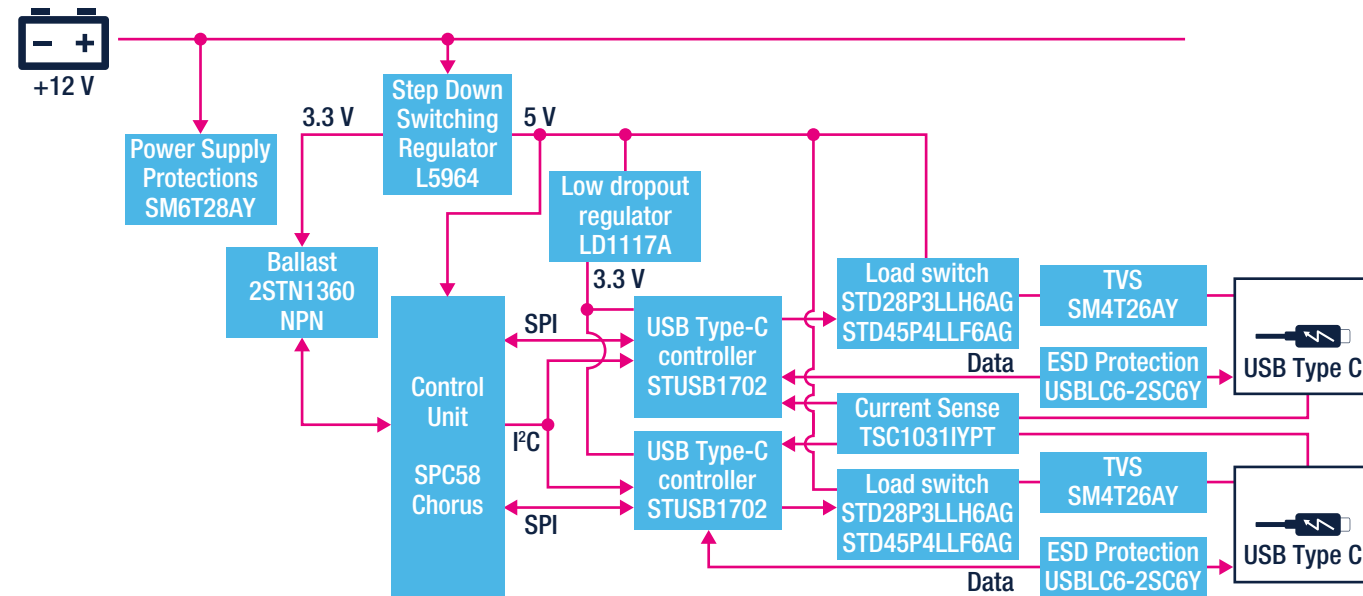 +12 V
Power Supply
Protections
SM6T28AY
3.3 V
Step Down
Switching
Regulator
L5964
5 V
Low dropout
regulator
LD1117A
3.3 V
Ballast
2STN1360
NPN
Control
Unit
SPC58
Chorus
SPI
I²C
SPI
USB Type-C
controller
STUSB1702
USB Type-C
controller
STUSB1702
Load switch
STD28P3LLH6AG
STD45P4LLF6AG
TVS
SM4T26AY
Data
ESD Protection
USBLC6-2SC6Y
USB Type C
Current Sense
TSC1031IYPT
Load switch
STD28P3LLH6AG
STD45P4LLF6AG
TVS
SM4T26AY
Data
ESD Protection
USBLC6-2SC6Y
USB Type C